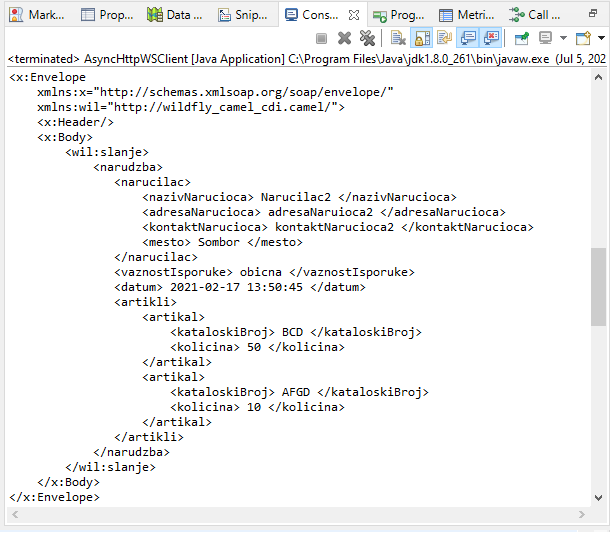 Mark... Prop... Data ... Snip... Cons... Prog... Metri... Call ...
<terminated> AsyncHttpWSClient [Java Application] C:\Program Files\Java\jdk1.8.0_261\bin\javaw.exe (Jul 5, 202
<x:Envelope
    xmlns:x="http://schemas.xmlsoap.org/soap/envelope/"
    xmlns:wil="http://wildfly_camel_cdi.camel/">
    <x:Header/>
    <x:Body>
        <wil:slanje>
            <narudzba>
               <narucilac>
                   <nazivNarucioca> Narucilac2 </nazivNarucioca>
                   <adresaNarucioca> adresaNaruioca2 </adresaNarucioca>
                   <kontaktNarucioca> kontaktNarucioca2 </kontaktNarucioca>
                   <mesto> Sombor </mesto>
               </narucilac>
               <vaznostIsporuke> obicna </vaznostIsporuke>
               <datum> 2021-02-17 13:50:45 </datum>
               <artikli>
                   <artikal>
                       <kataloskiBroj> BCD </kataloskiBroj>
                       <kolicina> 50 </kolicina>
                   </artikal>
                   <artikal>
                       <kataloskiBroj> AFGD </kataloskiBroj>
                       <kolicina> 10 </kolicina>
                   </artikal>
               </artikli>
            </narudzba>
        </wil:slanje>
    </x:Body>
</x:Envelope>